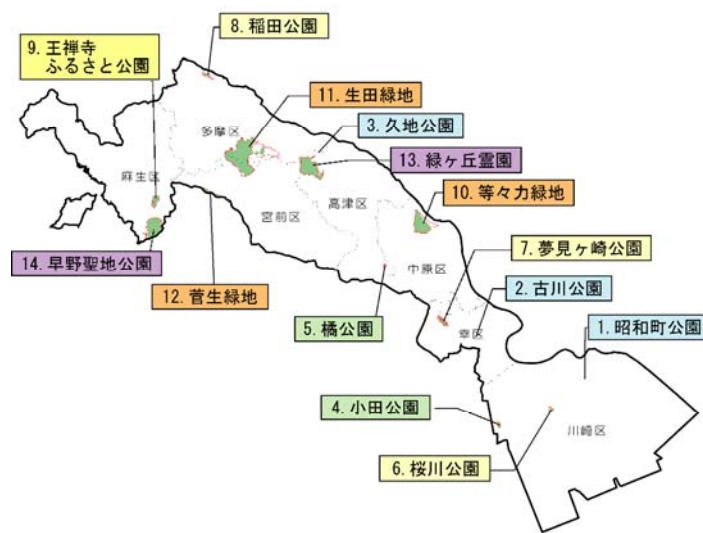 8. 稲田公園
9. 王禅寺
ふるさと公園
11. 生田緑地
3. 久地公園
多摩区
13. 緑ヶ丘霊園
麻生区
高津区
10. 等々力緑地
宮前区
7. 夢見ヶ崎公園
14. 早野聖地公園
中原区
12. 菅生緑地
2. 古川公園
5. 橘公園
1. 昭和町公園
幸区
4. 小田公園
川崎区
6. 桜川公園